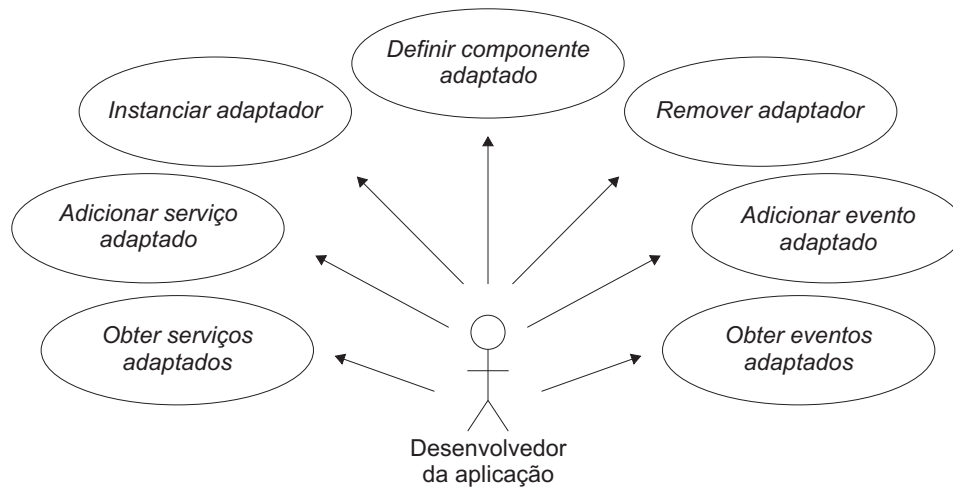 Definir componente
adaptado
Instanciar adaptador
Remover adaptador
Adicionar serviço
adaptado
Adicionar evento
adaptado
Obter serviços
adaptados
Obter eventos
adaptados
Desenvolvedor
da aplicação